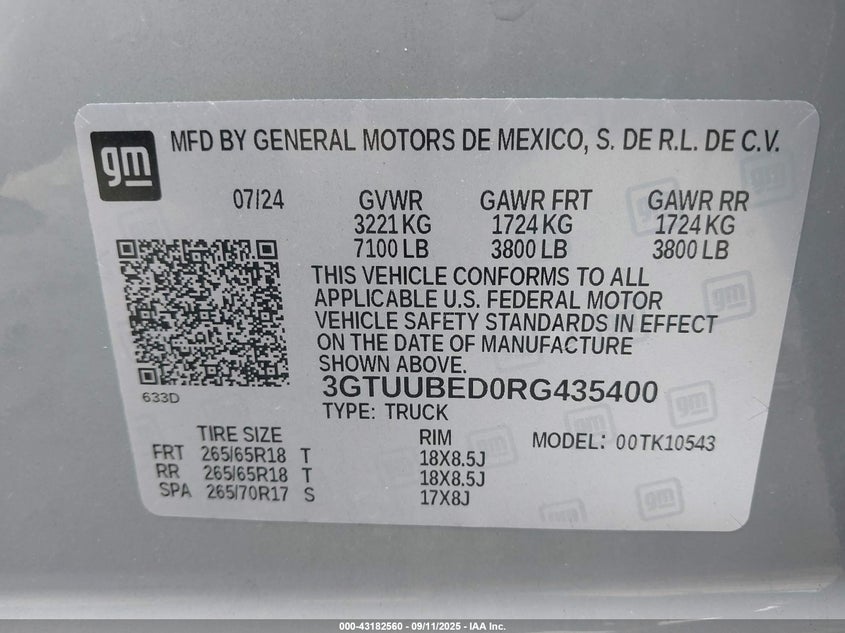 gm
MFD BY GENERAL MOTORS DE MEXICO, S. DE R.L. DE C.V.
07/24 GVWR GAWR FRT GAWR RR
3221 KG 1724 KG 1724 KG
7100 LB 3800 LB 3800 LB
THIS VEHICLE CONFORMS TO ALL
APPLICABLE U.S. FEDERAL MOTOR
VEHICLE SAFETY STANDARDS IN EFFECT
ON THE DATE OF MANUFACTURE
SHOWN ABOVE.
633D
3GTUUBED0RG435400
TYPE: TRUCK
TIRE SIZE RIM MODEL: 00TK10543
FRT 265/65R18 T 18X8.5J
RR 265/65R18 T 18X8.5J
SPA 265/70R17 S 17X8J
000-43182560 - 09/11/2025 - IAA Inc.